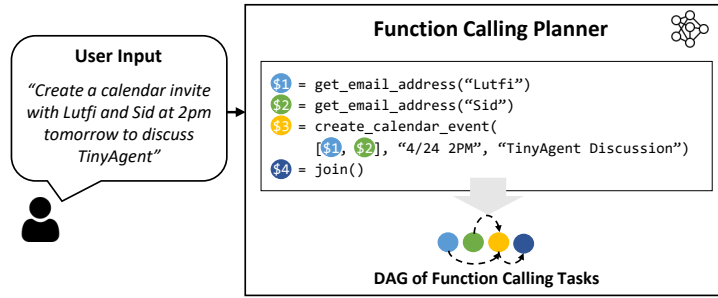 User Input
“Create a calendar invite
with Lutfi and Sid at 2pm
tomorrow to discuss
TinyAgent”
Function Calling Planner
$1 = get_email_address(“Lutfi”)
$2 = get_email_address(“Sid”)
$3 = create_calendar_event(
[$1, $2], “4/24 2PM”, “TinyAgent Discussion”)
$4 = join()
DAG of Function Calling Tasks